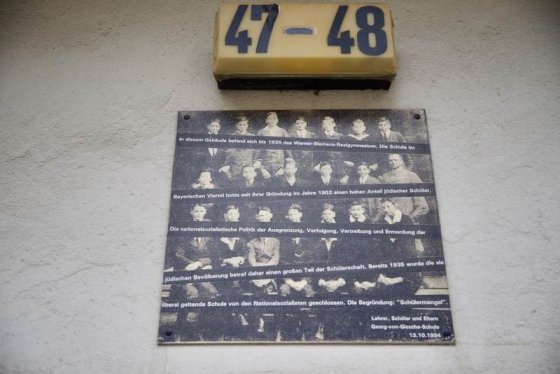 47 - 48
In diesem Gebäude befand sich bis 1935 das Werner-Siemens-Realgymnasium. Die Schule im
Bayerischen Viertel hatte seit ihrer Gründung im Jahre 1903 einen hohen Anteil jüdischer Schüler.
Die nationalsozialistische Politik der Ausgrenzung, Verfolgung, Vertreibung und Ermordung der
jüdischen Bevölkerung betraf daher einen großen Teil der Schülerschaft. Bereits 1935 wurde die als
liberal geltende Schule von den Nationalsozialisten geschlossen. Die Begründung: "Schülermangel".
Lehrer, Schüler und Eltern
Georg-von-Giesche-Schule
13.10.1994